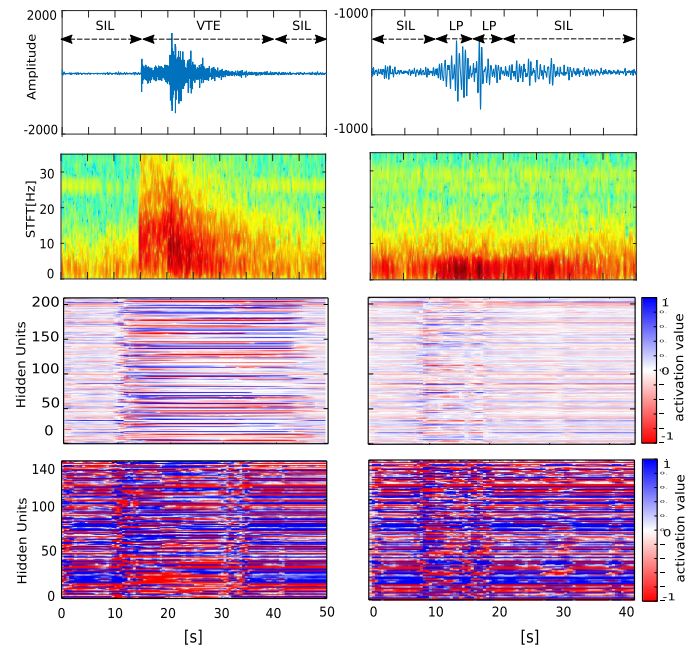 2000
-1000
SIL VTE SIL
SIL LP LP SIL
Amplitude
-2000
-1000
30
20
10
0
STFT[Hz]
200
150
100
50
0
Hidden Units
1
0
-1
activation value
140
100
50
0
Hidden Units
1
0
-1
activation value
0 10 20 30 40 50
0 10 20 30 40
[s]
[s]